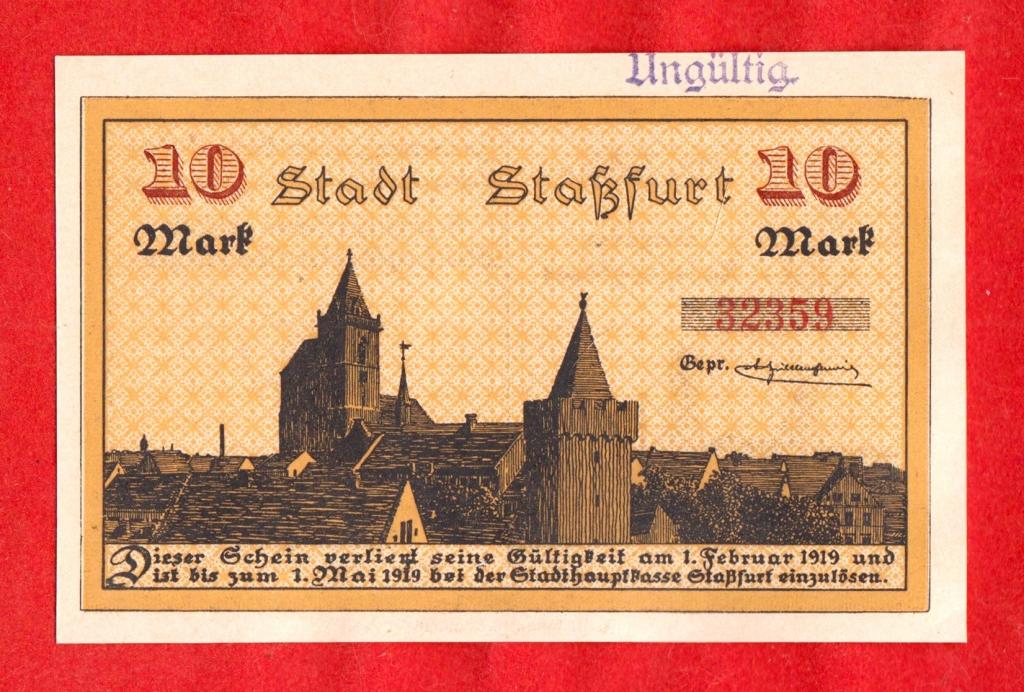 Ungültig.
10 Stadt Staßfurt 10
Mark Mark
32359
Gepr.
Dieser Schein verliert seine Gültigkeit am 1. Februar 1919 und
ist bis zum 1. Mai 1919 bei der Stadthauptkasse Staßfurt einzulösen.